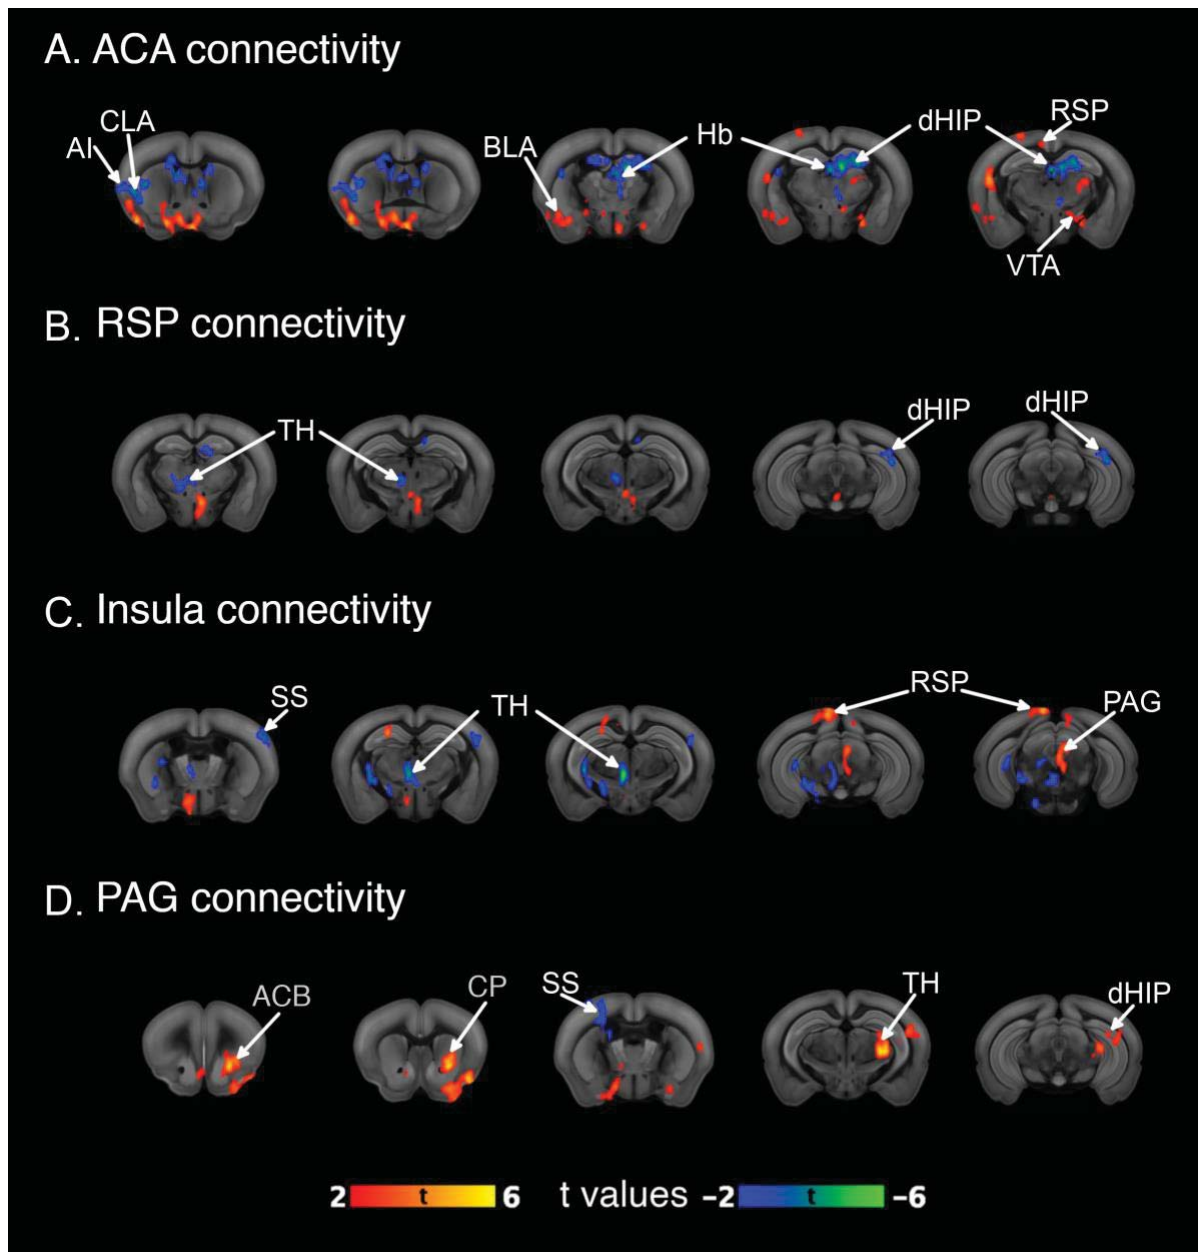 A. ACA connectivity
CLA
AI
BLA
Hb
dHIP
RSP
VTA
B. RSP connectivity
TH
dHIP
dHIP
C. Insula connectivity
SS
TH
RSP
PAG
D. PAG connectivity
ACB
CP
SS
TH
dHIP
2 t 6 t values -2 t -6